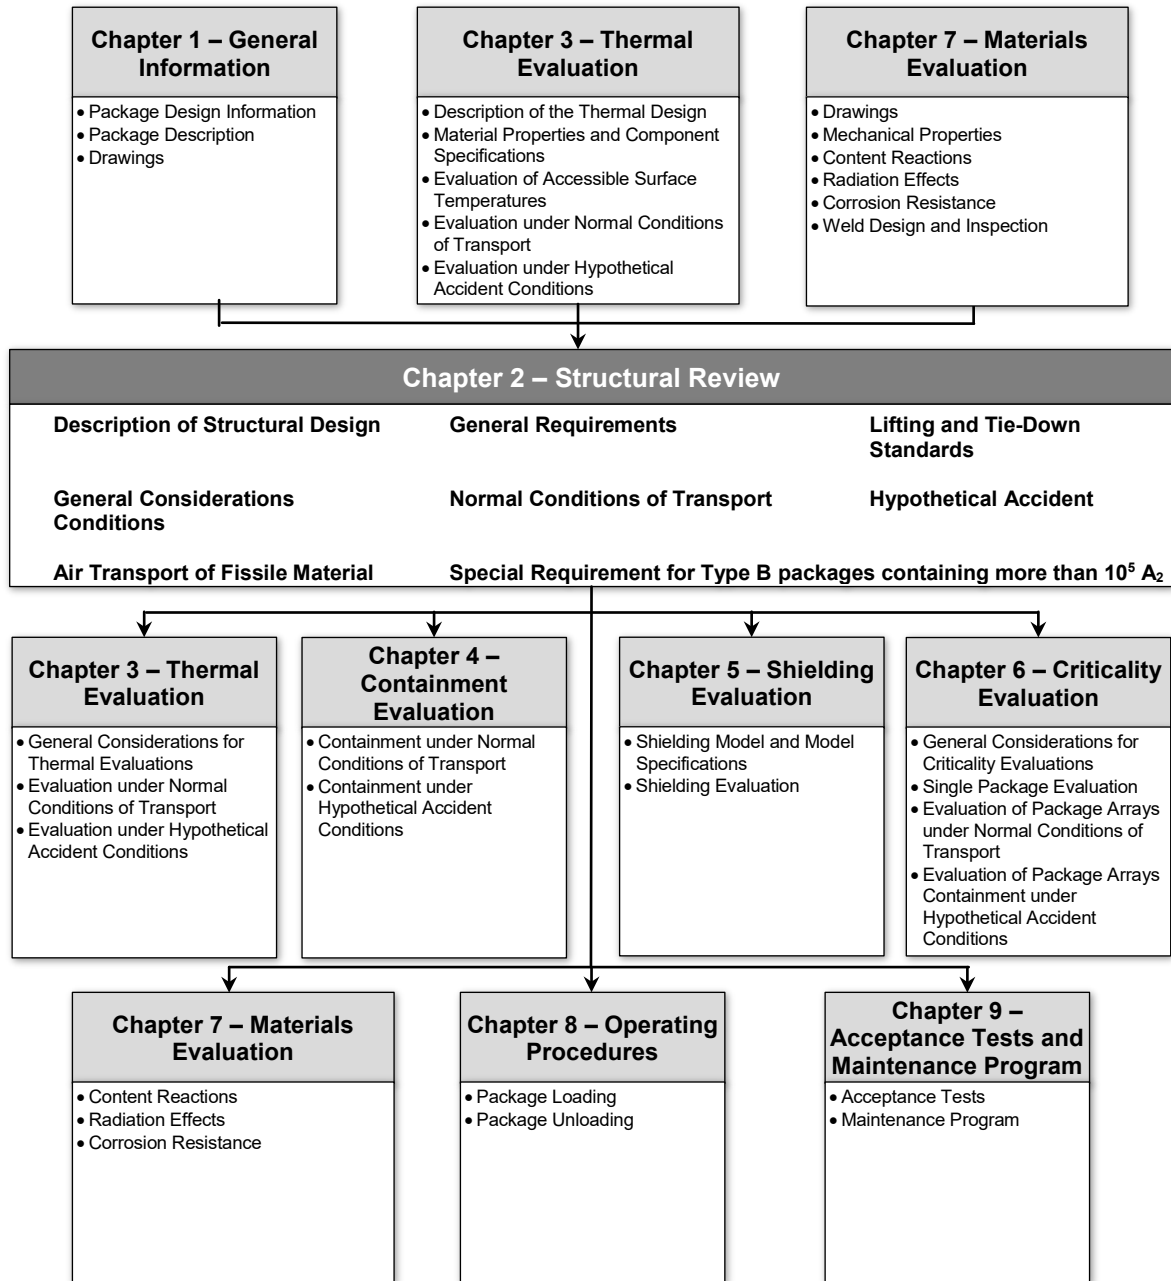 Chapter 1 – General
Information
• Package Design Information
• Package Description
• Drawings
Chapter 3 – Thermal
Evaluation
• Description of the Thermal Design
• Material Properties and Component
Specifications
• Evaluation of Accessible Surface
Temperatures
• Evaluation under Normal Conditions
of Transport
• Evaluation under Hypothetical
Accident Conditions
Chapter 7 – Materials
Evaluation
• Drawings
• Mechanical Properties
• Content Reactions
• Radiation Effects
• Corrosion Resistance
• Weld Design and Inspection
Chapter 2 – Structural Review
Description of Structural Design
General Requirements
Lifting and Tie-Down
Standards
General Considerations
Conditions
Normal Conditions of Transport
Hypothetical Accident
Air Transport of Fissile Material
Special Requirement for Type B packages containing more than 10⁵ A₂
Chapter 3 – Thermal
Evaluation
• General Considerations for
Thermal Evaluations
• Evaluation under Normal
Conditions of Transport
• Evaluation under Hypothetical
Accident Conditions
Chapter 4 –
Containment
Evaluation
• Containment under Normal
Conditions of Transport
• Containment under
Hypothetical Accident
Conditions
Chapter 5 – Shielding
Evaluation
• Shielding Model and Model
Specifications
• Shielding Evaluation
Chapter 6 – Criticality
Evaluation
• General Considerations for
Criticality Evaluations
• Single Package Evaluation
• Evaluation of Package Arrays
under Normal Conditions of
Transport
• Evaluation of Package Arrays
Containment under
Hypothetical Accident
Conditions
Chapter 7 – Materials
Evaluation
• Content Reactions
• Radiation Effects
• Corrosion Resistance
Chapter 8 – Operating
Procedures
• Package Loading
• Package Unloading
Chapter 9 –
Acceptance Tests and
Maintenance Program
• Acceptance Tests
• Maintenance Program